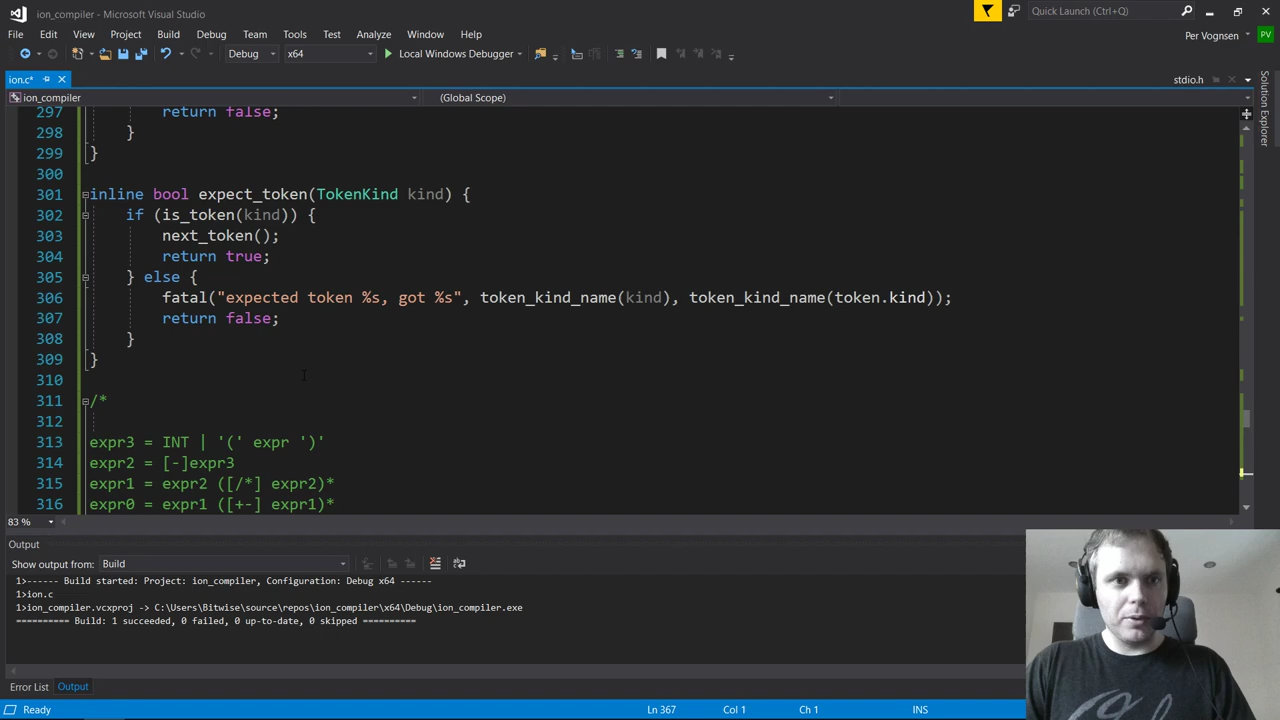 ion_compiler - Microsoft Visual Studio
Quick Launch (Ctrl+Q)
File Edit View Project Build Debug Team Tools Test Analyze Window Help
Per Vognsen PV
Debug x64 Local Windows Debugger
ion.c* stdio.h
ion_compiler (Global Scope)
Solution Explorer
297 return false;
298 }
299 }
300
301 inline bool expect_token(TokenKind kind) {
302 if (is_token(kind)) {
303 next_token();
304 return true;
305 } else {
306 fatal("expected token %s, got %s", token_kind_name(kind), token_kind_name(token.kind));
307 return false;
308 }
309 }
310
311 /*
312
313 expr3 = INT | '(' expr ')'
314 expr2 = [-]expr3
315 expr1 = expr2 ([/*] expr2)*
316 expr0 = expr1 ([+-] expr1)*
83 %
Output
Show output from: Build
1>------ Build started: Project: ion_compiler, Configuration: Debug x64 ------
1>ion.c
1>ion_compiler.vcxproj -> C:\Users\Bitwise\source\repos\ion_compiler\x64\Debug\ion_compiler.exe
========== Build: 1 succeeded, 0 failed, 0 up-to-date, 0 skipped ==========
Error List Output
Ready Ln 367 Col 1 Ch 1 INS